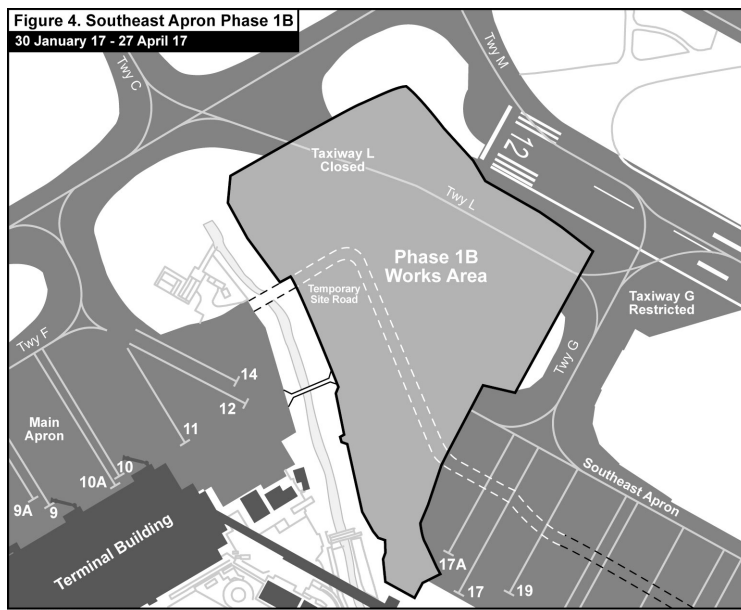 Figure 4. Southeast Apron Phase 1B
30 January 17 - 27 April 17
Twy C
Twy M
12
Taxiway L
Closed
Twy L
Phase 1B
Works Area
Temporary
Site Road
Taxiway G
Restricted
Twy F
Twy G
14
12
11
Main
Apron
10
10A
9A
9
Terminal Building
Southeast Apron
17A
17
19